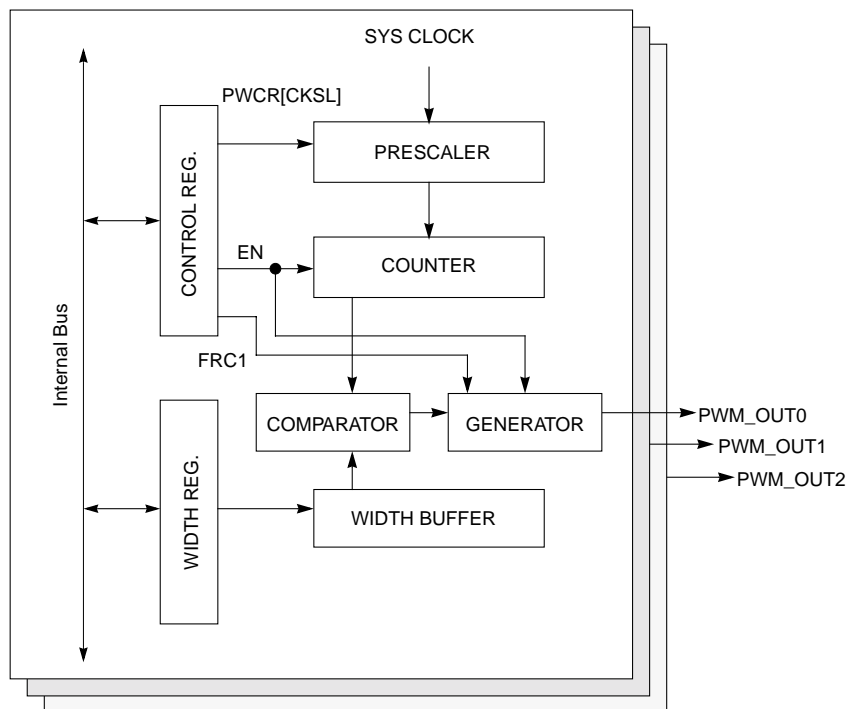 SYS CLOCK
PWCR[CKSL]
PRESCALER
CONTROL REG.
EN
COUNTER
Internal Bus
FRC1
COMPARATOR
GENERATOR
PWM_OUT0
PWM_OUT1
PWM_OUT2
WIDTH REG.
WIDTH BUFFER